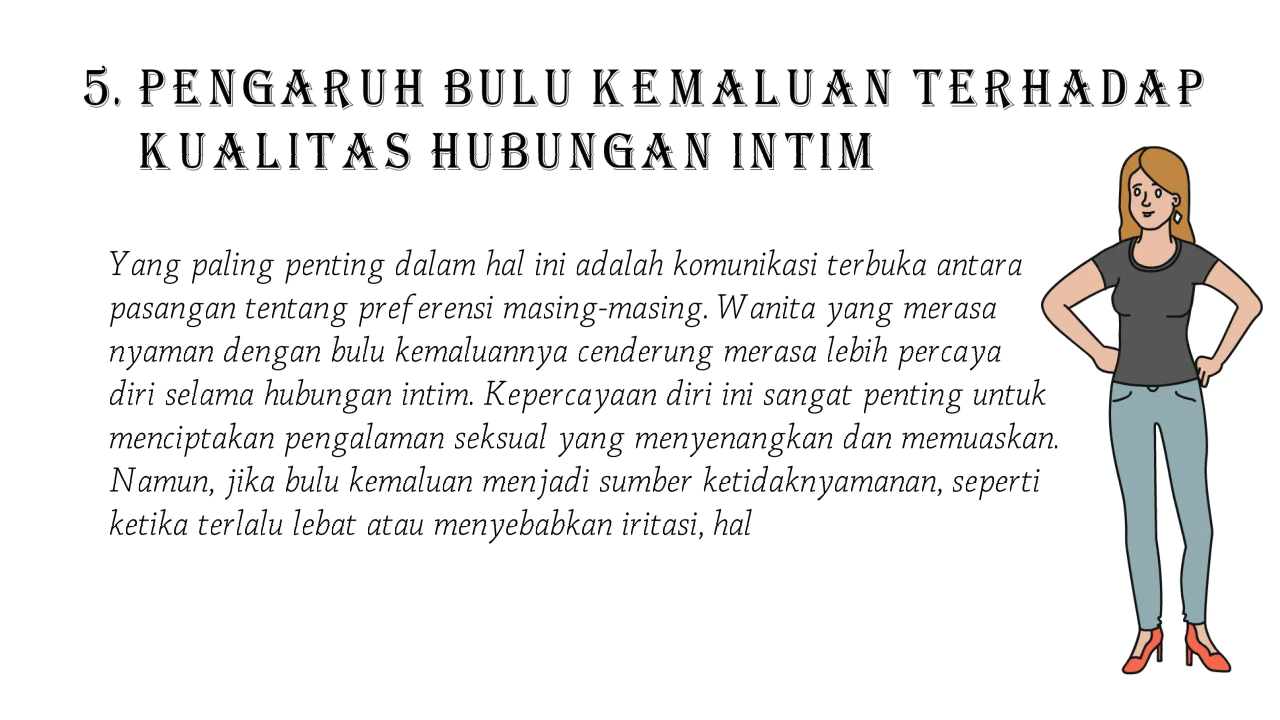 5. PENGARUH BULU KEMALUAN TERHADAP
KUALITAS HUBUNGAN INTIM
Yang paling penting dalam hal ini adalah komunikasi terbuka antara
pasangan tentang preferensi masing-masing. Wanita yang merasa
nyaman dengan bulu kemaluannya cenderung merasa lebih percaya
diri selama hubungan intim. Kepercayaan diri ini sangat penting untuk
menciptakan pengalaman seksual yang menyenangkan dan memuaskan.
Namun, jika bulu kemaluan menjadi sumber ketidaknyamanan, seperti
ketika terlalu lebat atau menyebabkan iritasi, hal